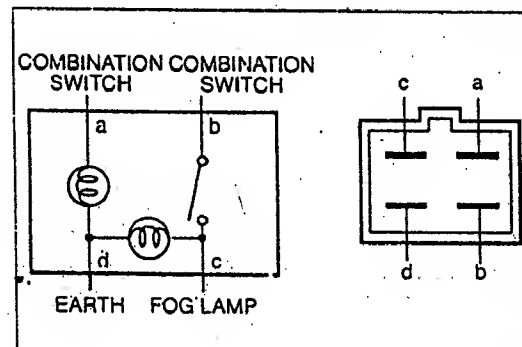 COMBINATION COMBINATION
SWITCH SWITCH
a b
d c
EARTH FOG LAMP
c a
d b